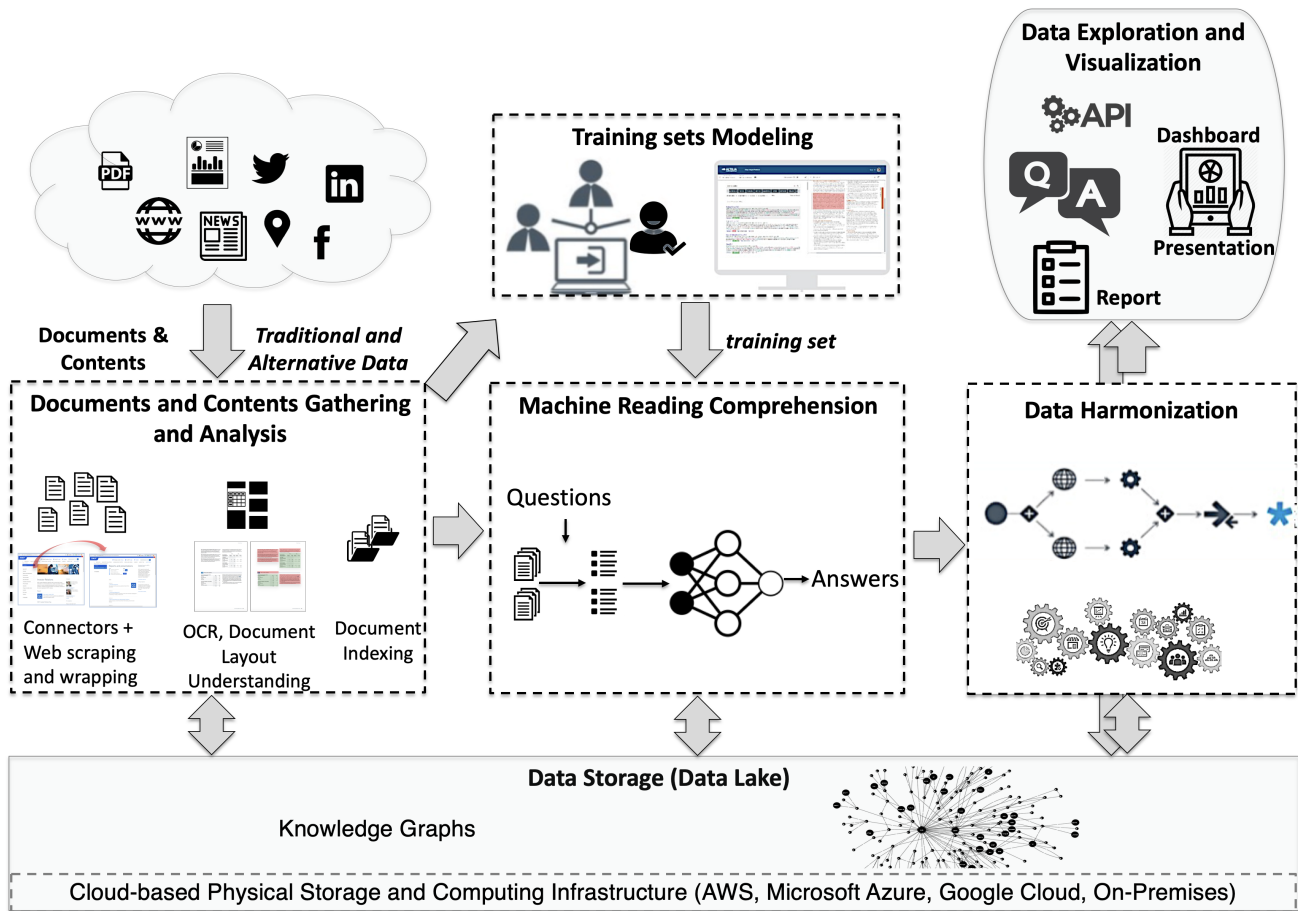 Data Exploration and
Visualization
API
Dashboard
Q
A
Presentation
Report
PDF
in
WWW
NEWS
f
Training sets Modeling
Documents &
Contents
Traditional and
Alternative Data
training set
Documents and Contents Gathering
and Analysis
Connectors +
Web scraping
and wrapping
OCR, Document
Layout
Understanding
Document
Indexing
Machine Reading Comprehension
Questions
Answers
Data Harmonization
Data Storage (Data Lake)
Knowledge Graphs
Cloud-based Physical Storage and Computing Infrastructure (AWS, Microsoft Azure, Google Cloud, On-Premises)